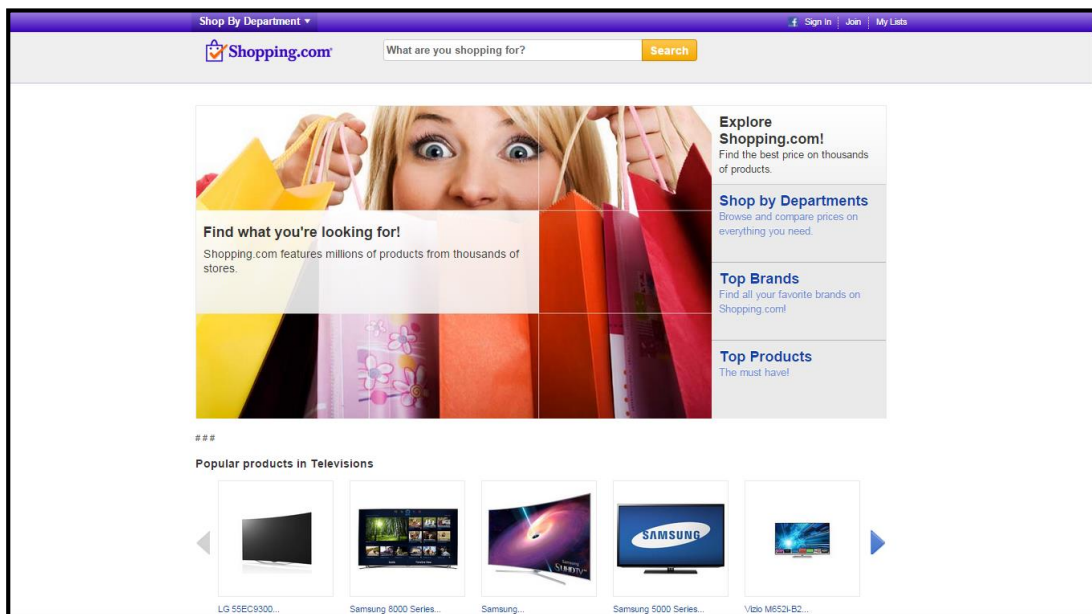 Shop By Department ▾
Sign In | Join | My Lists
Shopping.com
What are you shopping for?
Search
Explore
Shopping.com!
Find the best price on thousands
of products.
Shop by Departments
Browse and compare prices on
everything you need.
Top Brands
Find all your favorite brands on
Shopping.com!
Top Products
The must have!
Find what you're looking for!
Shopping.com features millions of products from thousands of
stores.
# # #
Popular products in Televisions
Samsung
SUHDTV
SAMSUNG
LG 55EC9300...
Samsung 8000 Series...
Samsung...
Samsung 5000 Series...
Vizio M652i-B2...